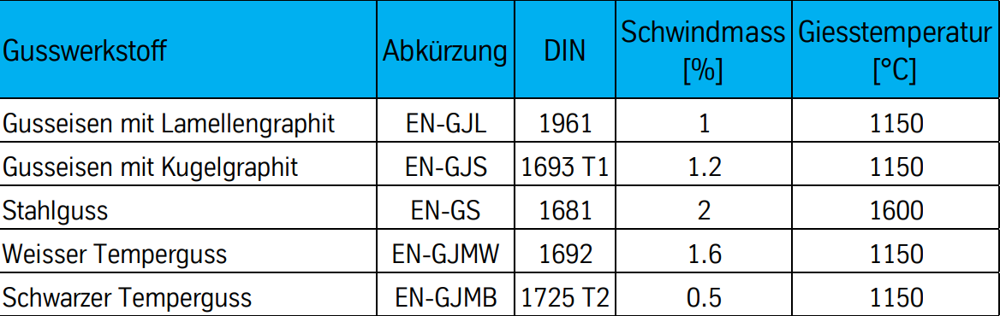 Gusswerkstoff Abkürzung DIN Schwindmass [%] Giesstemperatur [°C]
Gusseisen mit Lamellengraphit EN-GJL 1961 1 1150
Gusseisen mit Kugelgraphit EN-GJS 1693 T1 1.2 1150
Stahlguss EN-GS 1681 2 1600
Weisser Temperguss EN-GJMW 1692 1.6 1150
Schwarzer Temperguss EN-GJMB 1725 T2 0.5 1150